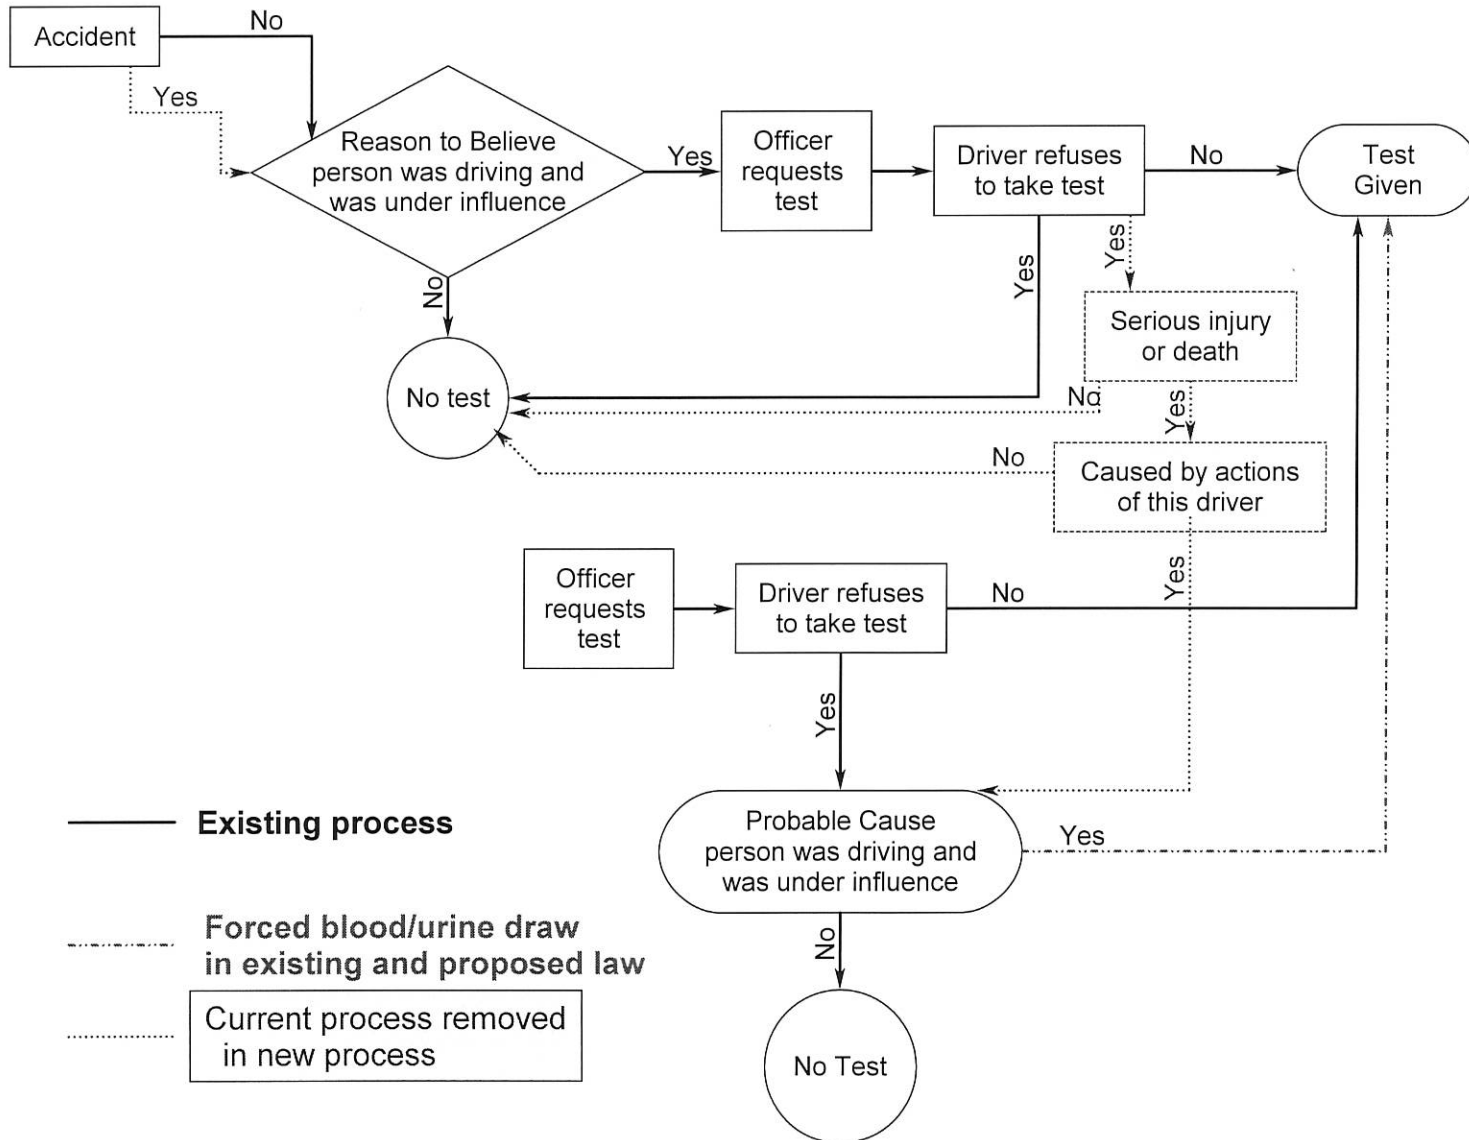 Accident
No
Yes
Reason to Believe
person was driving and
was under influence
Yes
Officer
requests
test
Driver refuses
to take test
No
Test
Given
No
Yes
Yes
Serious injury
or death
No test
No
Yes
No
Caused by actions
of this driver
Officer
requests
test
Driver refuses
to take test
No
Yes
Yes
Existing process
Probable Cause
person was driving and
was under influence
Yes
Forced blood/urine draw
in existing and proposed law
No
Current process removed
in new process
No Test